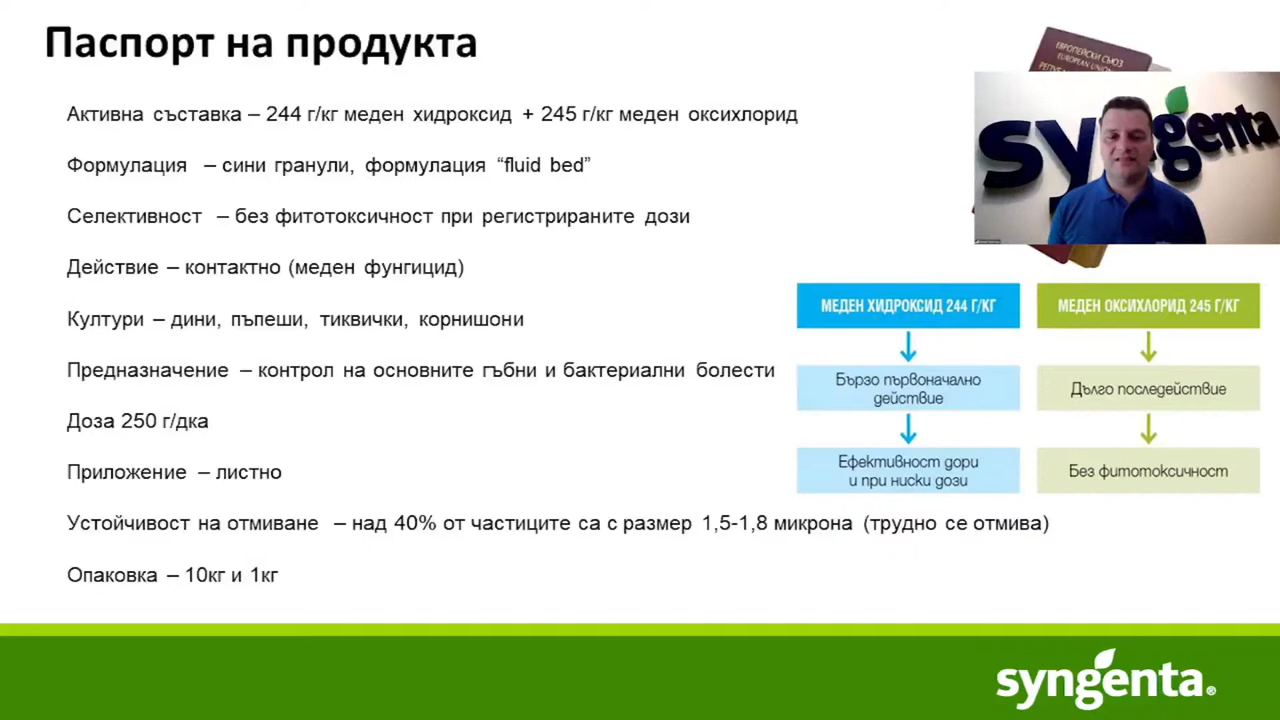 Паспорт на продукта
ЕВРОПЕЙСКИ СЪЮЗ
EUROPEAN UNION
syngenta
Активна съставка – 244 г/кг меден хидроксид + 245 г/кг меден оксихлорид
Формулация – сини гранули, формулация “fluid bed”
Селективност – без фитотоксичност при регистрираните дози
Действие – контактно (меден фунгицид)
Култури – дини, пъпеши, тиквички, корнишони
Предназначение – контрол на основните гъбни и бактериални болести
Доза 250 г/дка
Приложение – листно
Устойчивост на отмиване – над 40% от частиците са с размер 1,5-1,8 микрона (трудно се отмива)
Опаковка – 10кг и 1кг
МЕДЕН ХИДРОКСИД 244 Г/КГ
Бързо първоначално
действие
Ефективност дори
и при ниски дози
МЕДЕН ОКСИХЛОРИД 245 Г/КГ
Дълго последействие
Без фитотоксичност
syngenta®